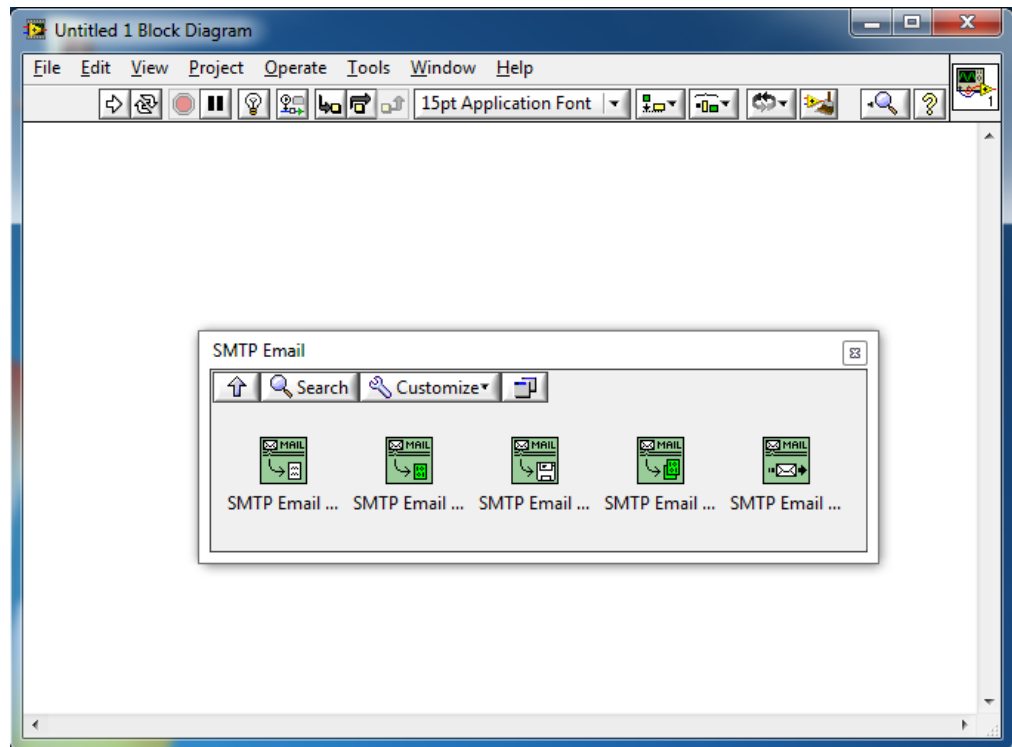 Untitled 1 Block Diagram
File Edit View Project Operate Tools Window Help
15pt Application Font
1
SMTP Email
Search Customize
MAIL MAIL MAIL MAIL MAIL
SMTP Email ... SMTP Email ... SMTP Email ... SMTP Email ... SMTP Email ...